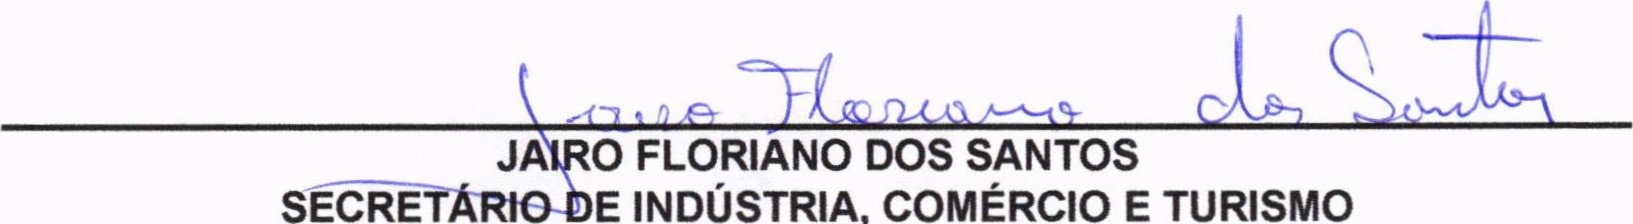 Jairo Floriano dos Santos
JAIRO FLORIANO DOS SANTOS
SECRETÁRIO DE INDÚSTRIA, COMÉRCIO E TURISMO